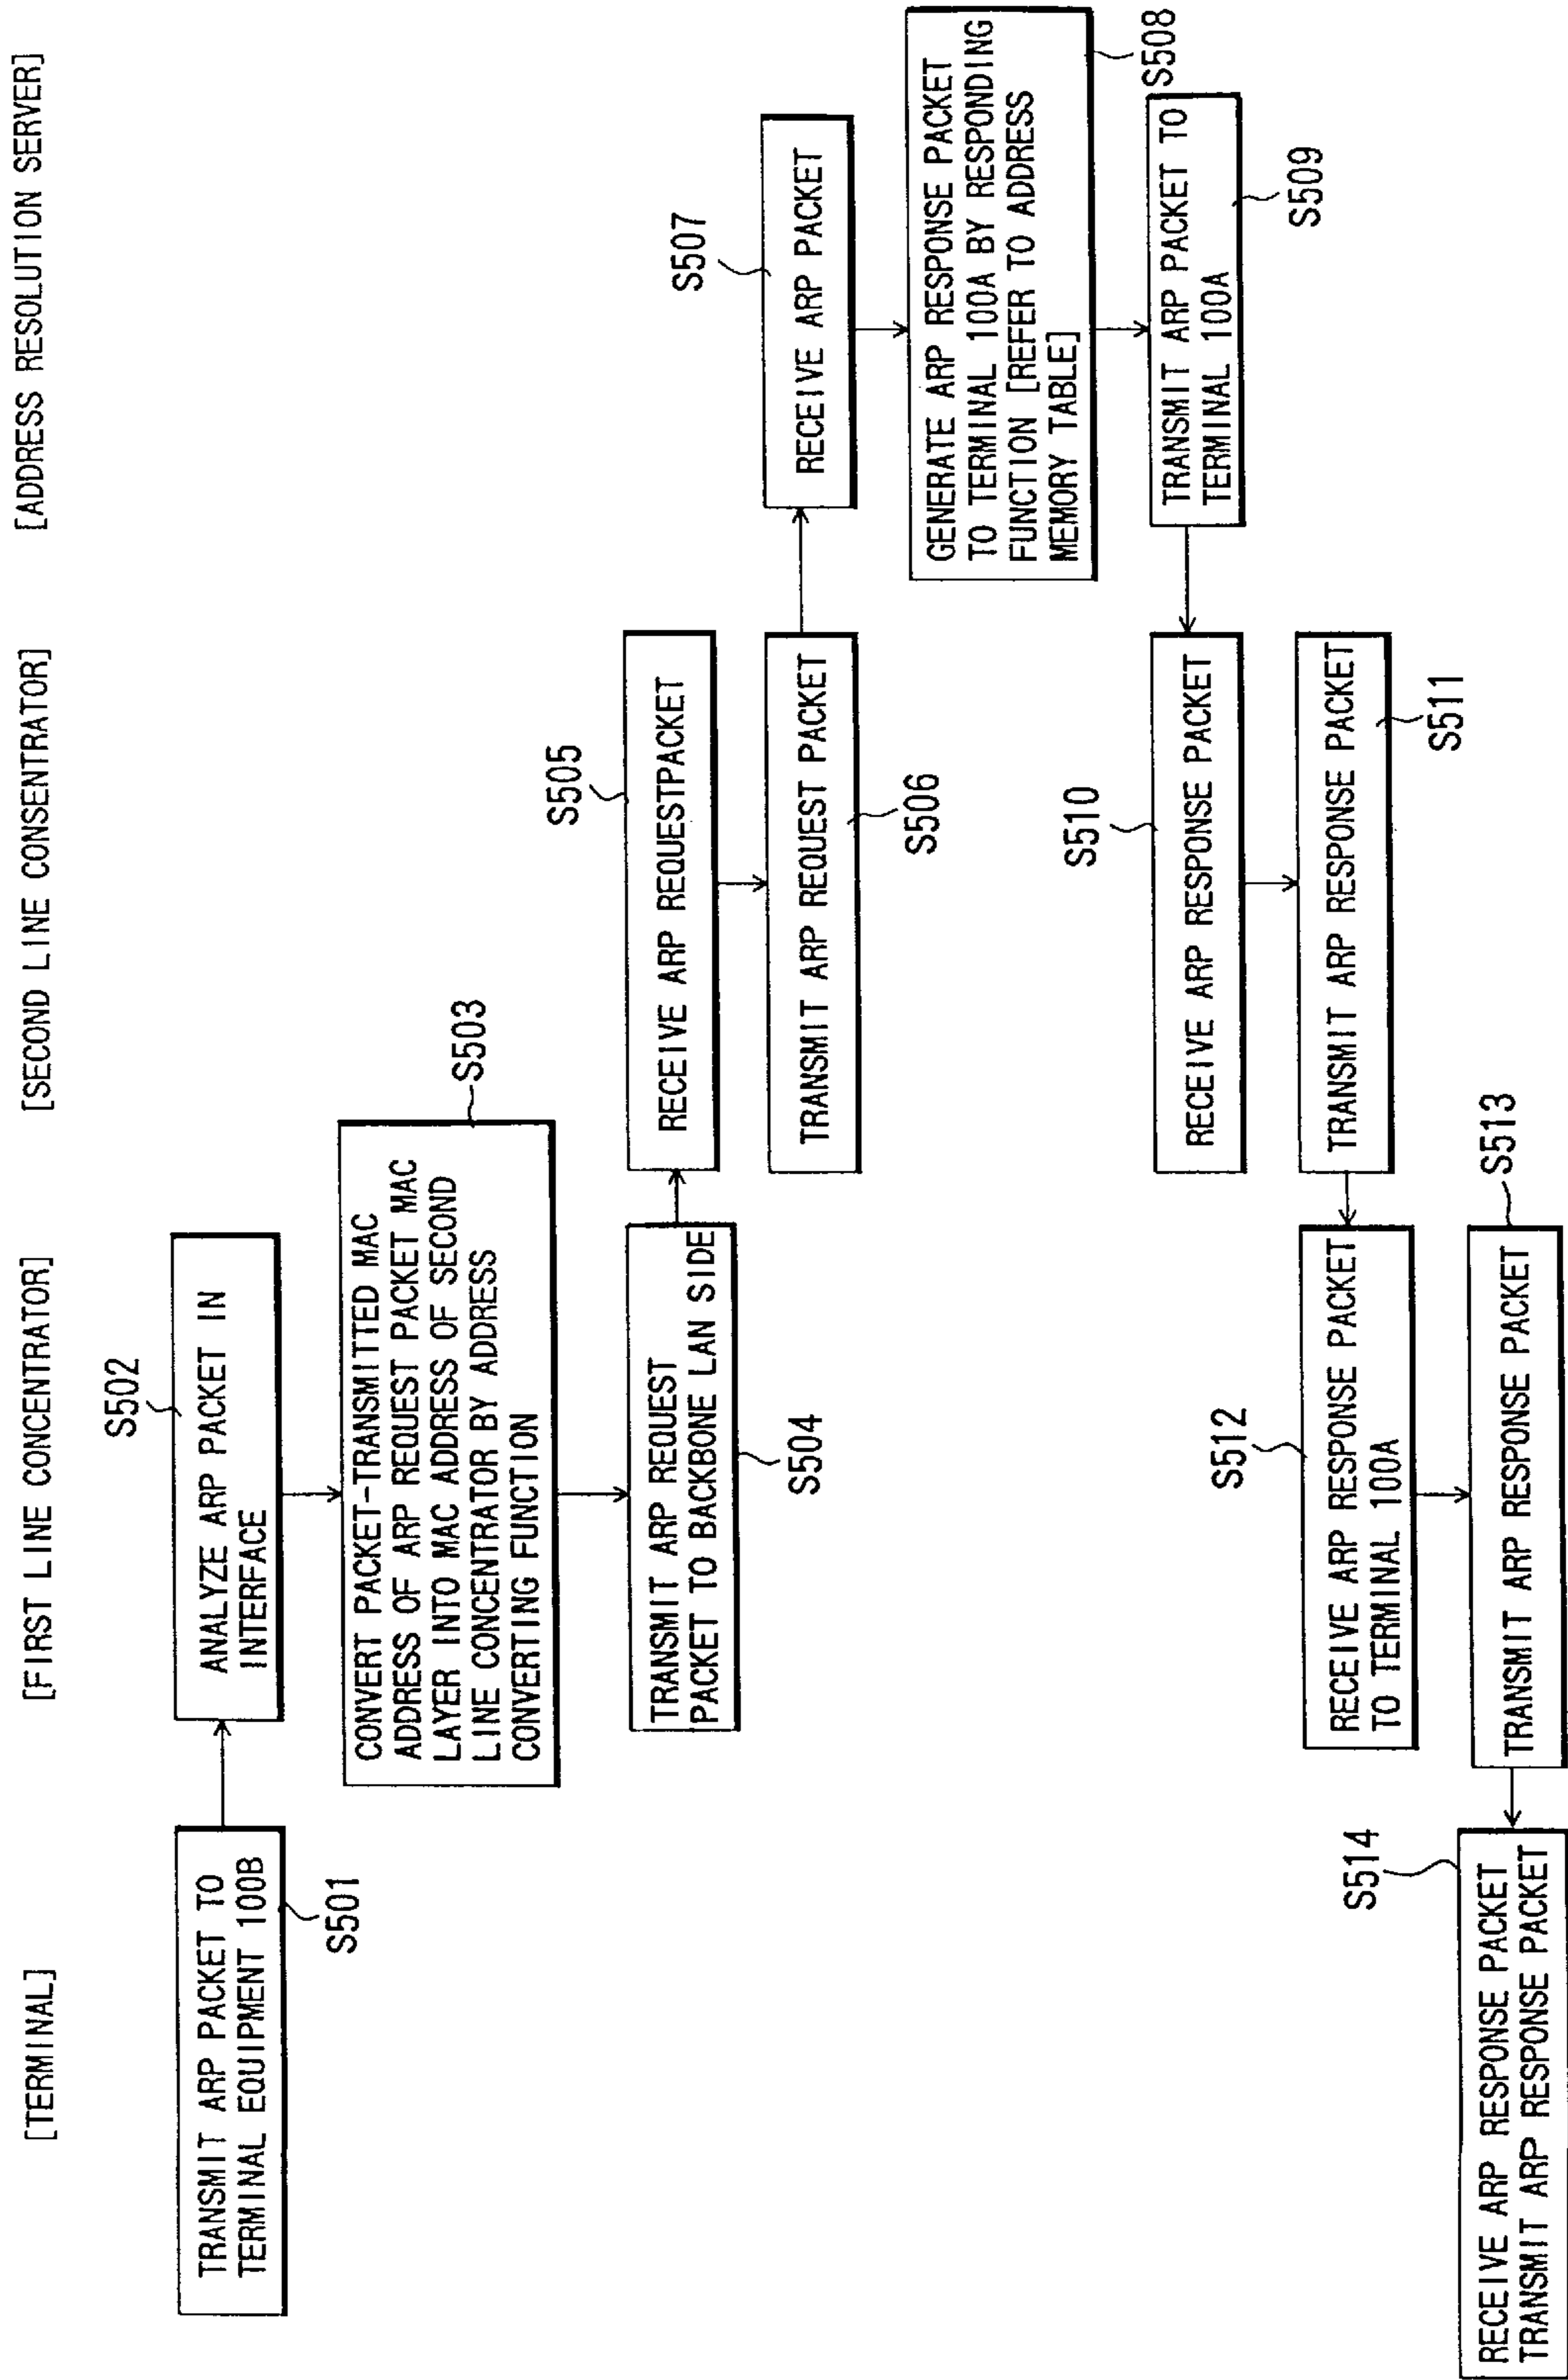 [TERMINAL]
[FIRST LINE CONCENTRATOR]
[SECOND LINE CONSENTRATOR]
[ADDRESS RESOLUTION SERVER]
TRANSMIT ARP PACKET TO
TERMINAL EQUIPMENT 100B
S501
S502
ANALYZE ARP PACKET IN
INTERFACE
CONVERT PACKET-TRANSMITTED MAC
ADDRESS OF ARP REQUEST PACKET MAC
LAYER INTO MAC ADDRESS OF SECOND
LINE CONCENTRATOR BY ADDRESS
CONVERTING FUNCTION
S503
TRANSMIT ARP REQUEST
PACKET TO BACKBONE LAN SIDE
S504
S505
RECEIVE ARP REQUESTPACKET
TRANSMIT ARP REQUEST PACKET
S506
S507
RECEIVE ARP PACKET
GENERATE ARP RESPONSE PACKET
TO TERMINAL 100A BY RESPONDING
FUNCTION [REFER TO ADDRESS
MEMORY TABLE]
S508
TRANSMIT ARP PACKET TO
TERMINAL 100A
S509
S510
RECEIVE ARP RESPONSE PACKET
TRANSMIT ARP RESPONSE PACKET
S511
S512
RECEIVE ARP RESPONSE PACKET
TO TERMINAL 100A
TRANSMIT ARP RESPONSE PACKET
S513
S514
RECEIVE ARP RESPONSE PACKET
TRANSMIT ARP RESPONSE PACKET